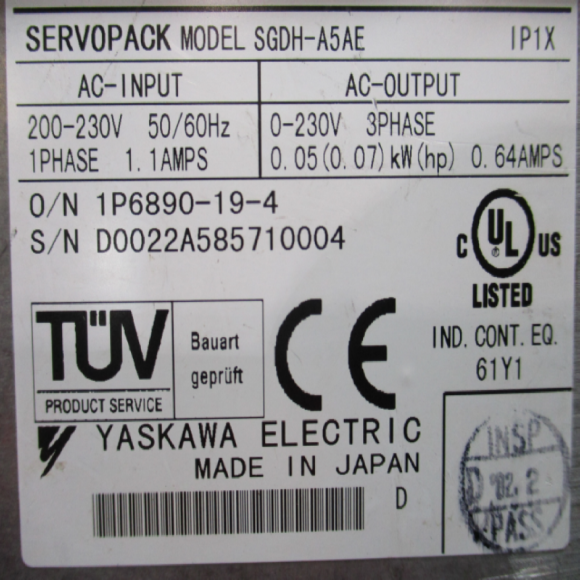 SERVOPACK MODEL SGDH-A5AE IP1X
AC-INPUT AC-OUTPUT
200-230V 50/60Hz 0-230V 3PHASE
1PHASE 1.1AMPS 0.05(0.07)kW(hp) 0.64AMPS
O/N 1P6890-19-4
S/N D0022A585710004
C UL US
®
LISTED
IND. CONT. EQ.
61Y1
TÜV
PRODUCT SERVICE
Bauart
geprüft
CE
YASKAWA ELECTRIC
MADE IN JAPAN
D
INSP
D '02.2
PASS